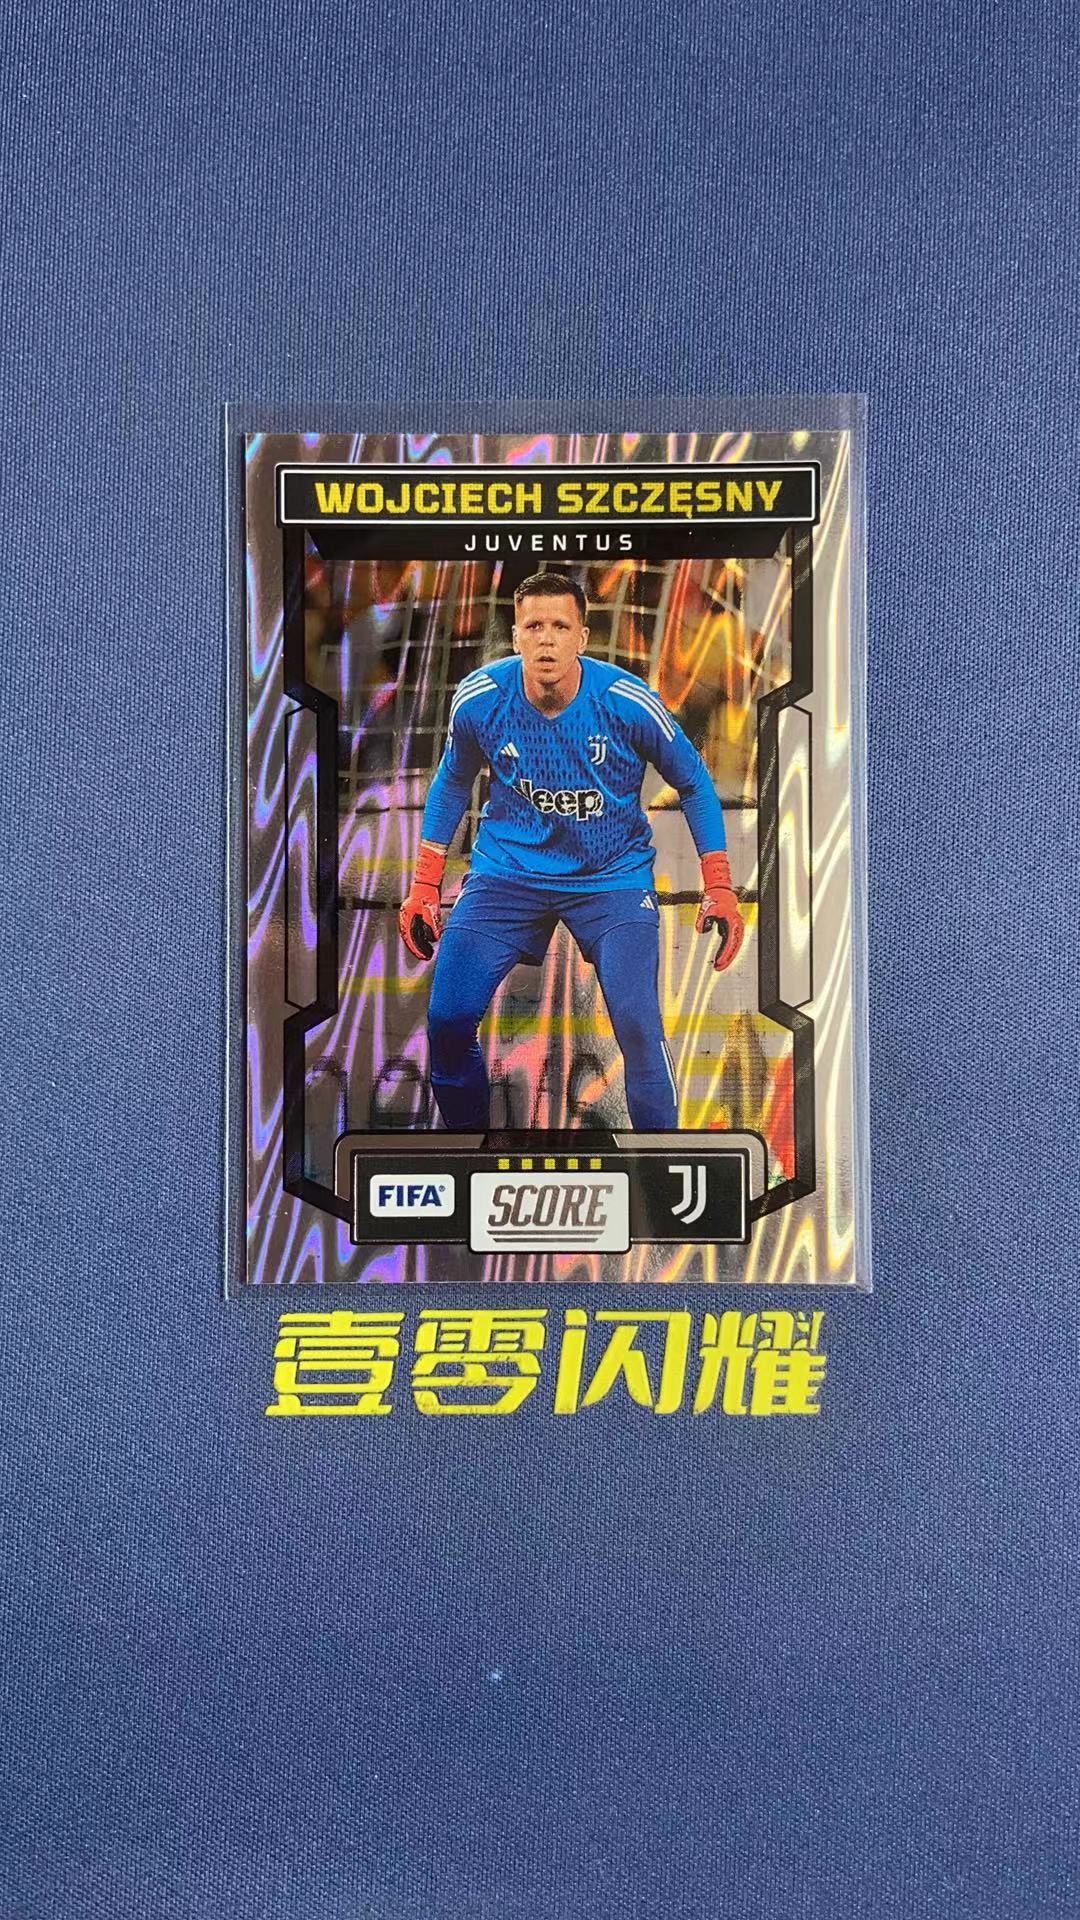 WOJCIECH SZCZĘSNY
JUVENTUS
Jeep
FIFA
SCORE
壹零闪耀